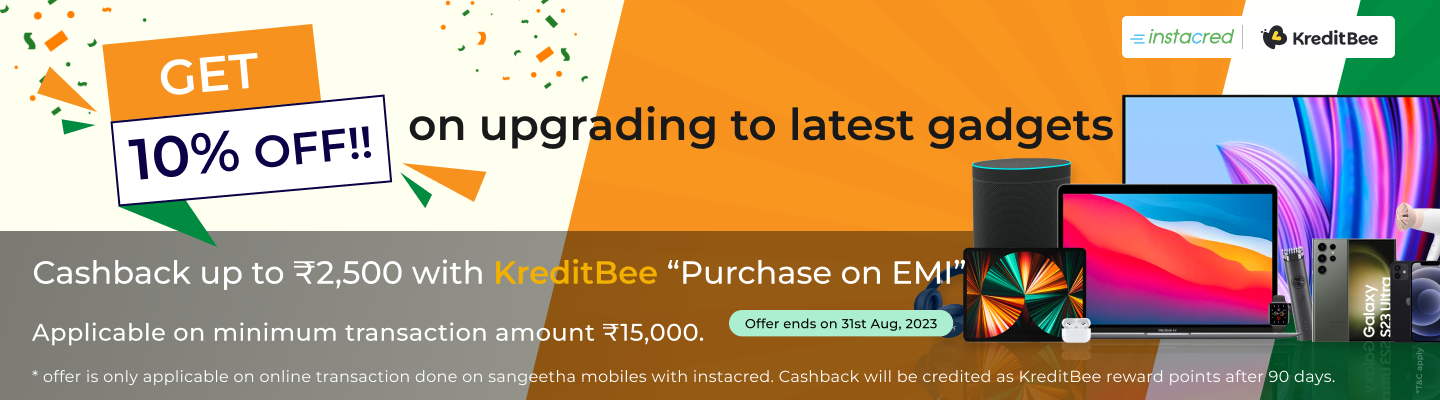 instacred
KreditBee
GET
10% OFF!!
on upgrading to latest gadgets
Cashback up to ₹2,500 with KreditBee “Purchase on EMI”
Applicable on minimum transaction amount ₹15,000.
Offer ends on 31st Aug, 2023
Galaxy
S23 Ultra
* offer is only applicable on online transaction done on sangeetha mobiles with instacred. Cashback will be credited as KreditBee reward points after 90 days.
*T&C apply